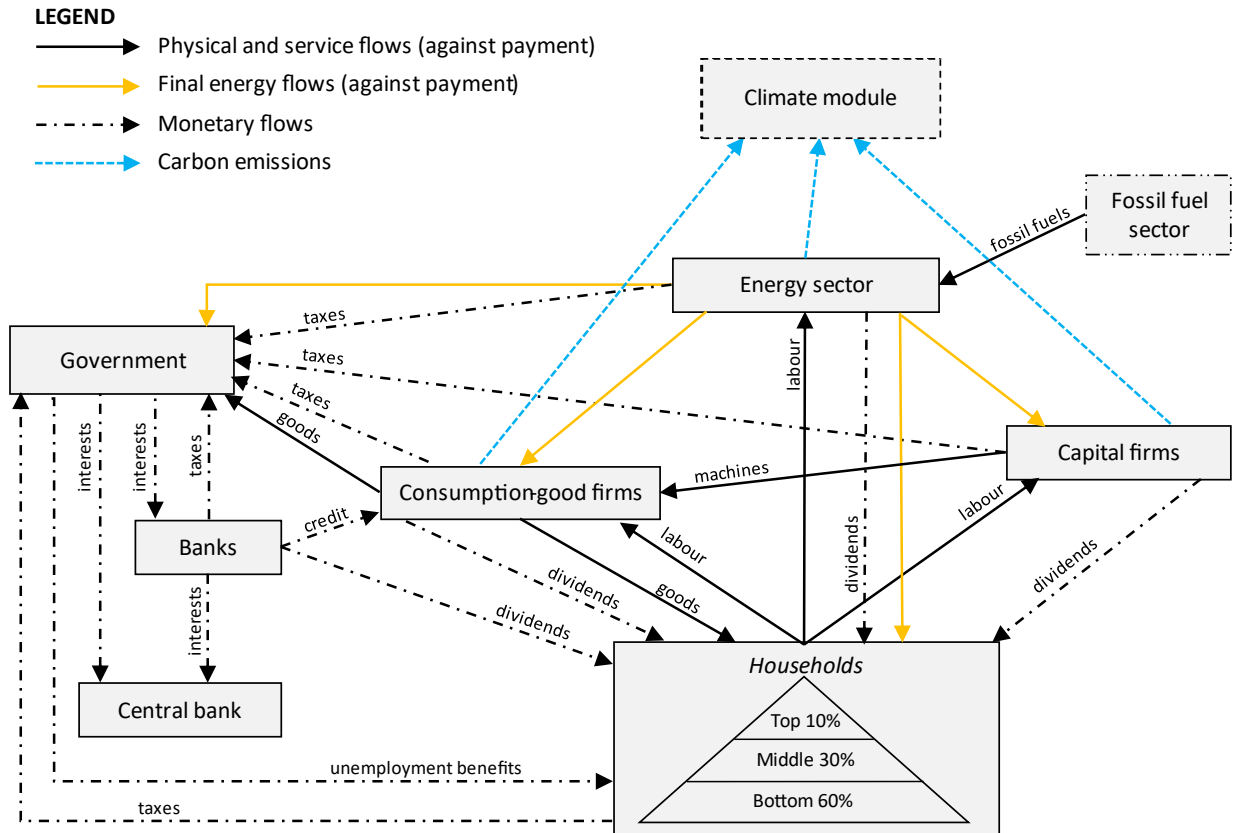 LEGEND
Physical and service flows (against payment)
Final energy flows (against payment)
Monetary flows
Carbon emissions
Climate module
Fossil fuel
sector
fossil fuels
Energy sector
taxes
Government
taxes
labour
taxes
goods
interests
interests
taxes
Consumption-good firms
machines
Capital firms
labour
credit
Banks
labour
dividends
goods
dividends
dividends
dividends
interests
Central bank
Households
Top 10%
Middle 30%
Bottom 60%
unemployment benefits
taxes